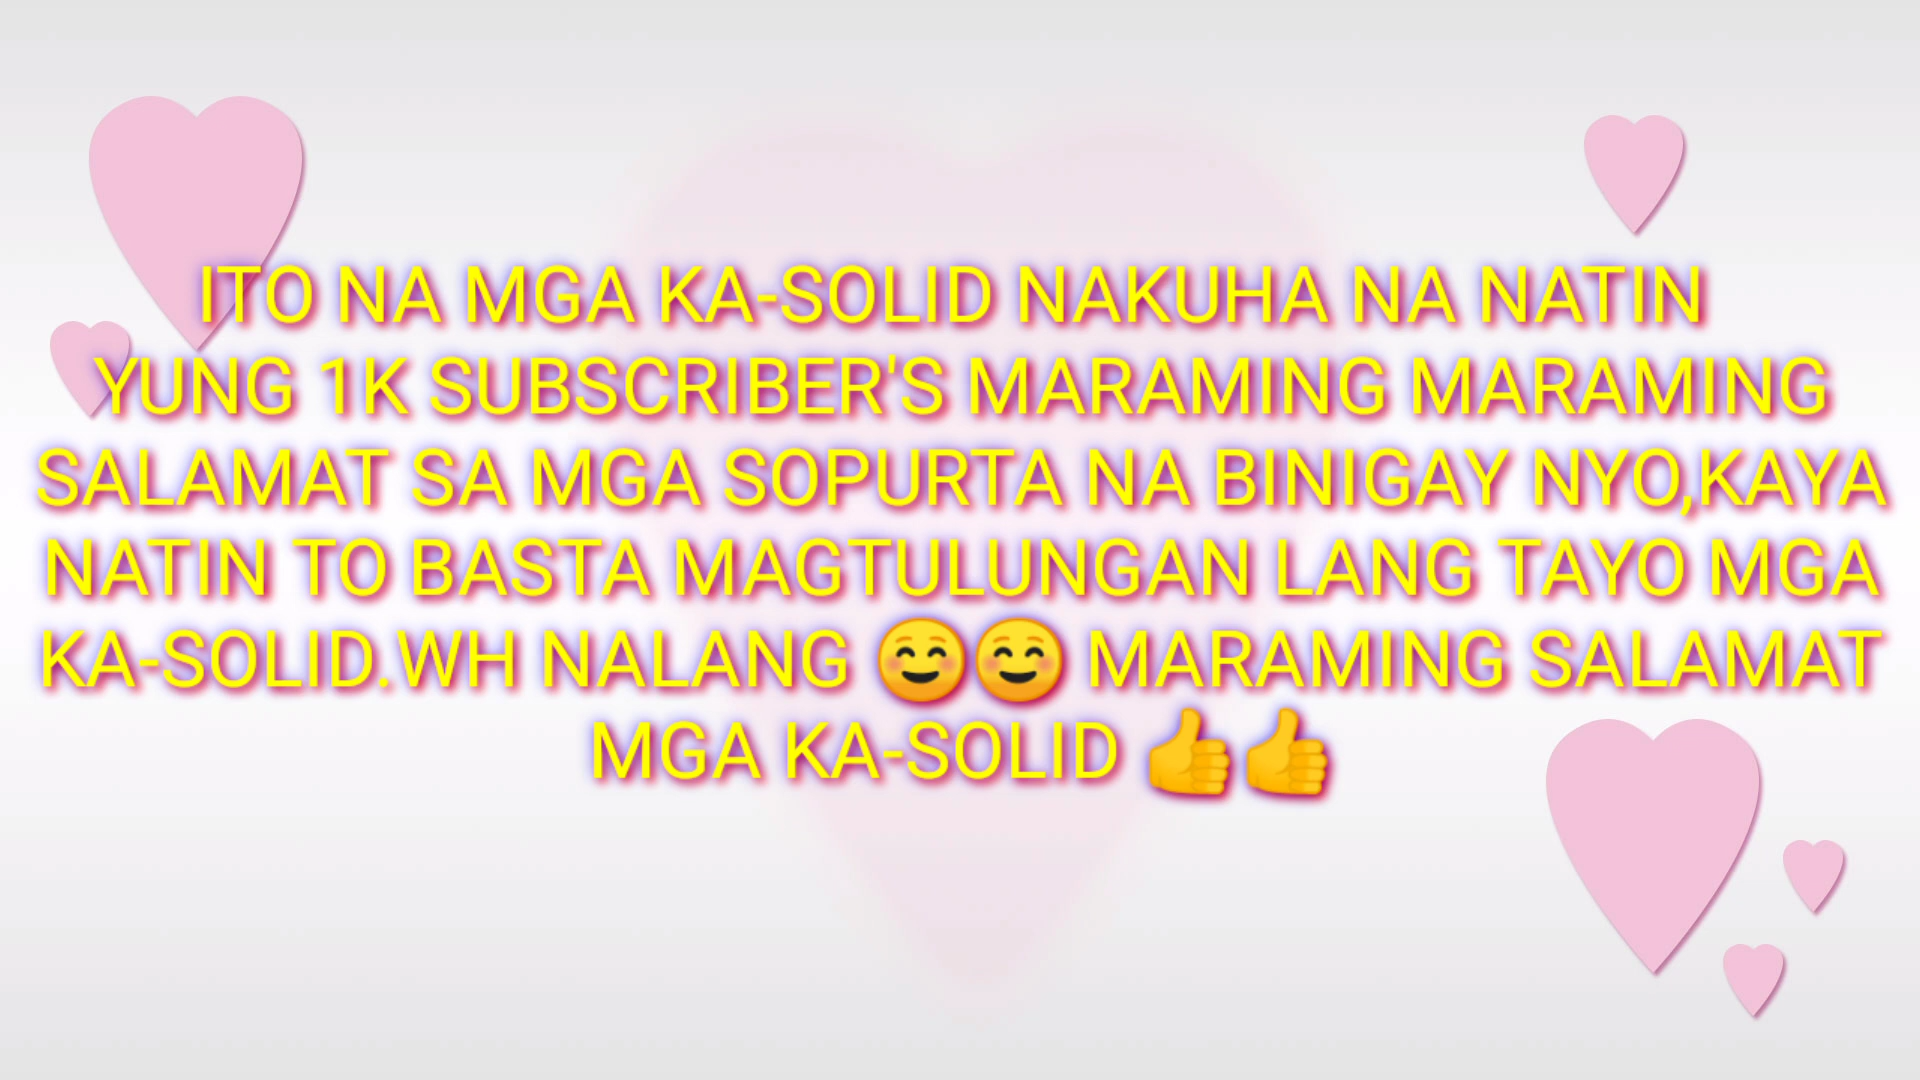 ITO NA MGA KA-SOLID NAKUHA NA NATIN
YUNG 1K SUBSCRIBER'S MARAMING MARAMING
SALAMAT SA MGA SOPURTA NA BINIGAY NYO,KAYA
NATIN TO BASTA MAGTULUNGAN LANG TAYO MGA
KA-SOLID.WH NALANG ☺️☺️ MARAMING SALAMAT
MGA KA-SOLID 👍👍